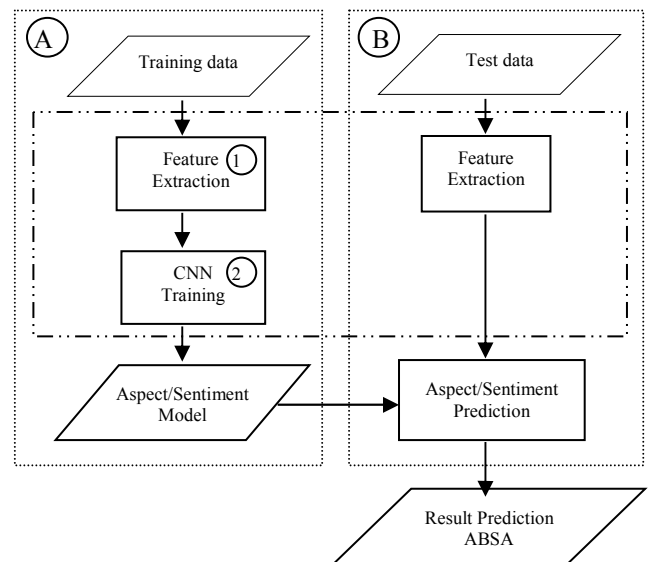 A
Training data
Feature 1
Extraction
CNN 2
Training
Aspect/Sentiment
Model
B
Test data
Feature
Extraction
Aspect/Sentiment
Prediction
Result Prediction
ABSA